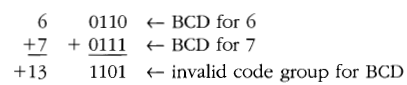 6 0110 ← BCD for 6
+7 + 0111 ← BCD for 7
+13 1101 ← invalid code group for BCD